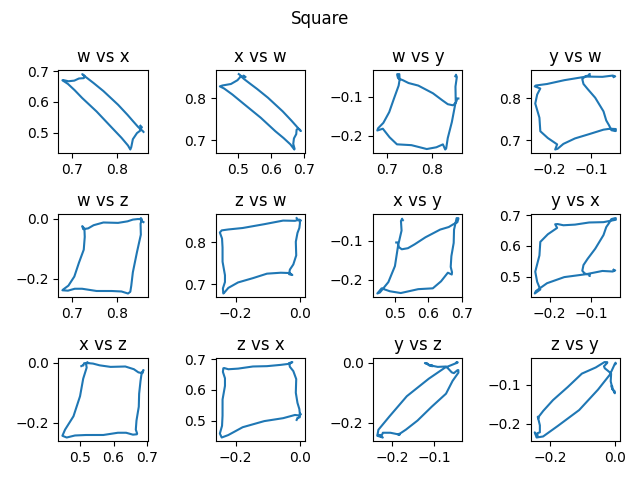 Square
w vs x
x vs w
w vs y
y vs w
0.7
0.6
0.5
0.7 0.8
0.8
0.7
0.5 0.6 0.7
−0.1
−0.2
0.7 0.8
0.8
0.7
−0.2 −0.1
w vs z
z vs w
x vs y
y vs x
0.0
−0.2
0.7 0.8
0.8
0.7
−0.2 0.0
−0.1
−0.2
0.5 0.6 0.7
0.7
0.6
0.5
−0.2 −0.1
x vs z
z vs x
y vs z
z vs y
0.0
−0.2
0.5 0.6 0.7
0.7
0.6
0.5
−0.2 0.0
0.0
−0.2
−0.2 −0.1
−0.1
−0.2
−0.2 0.0